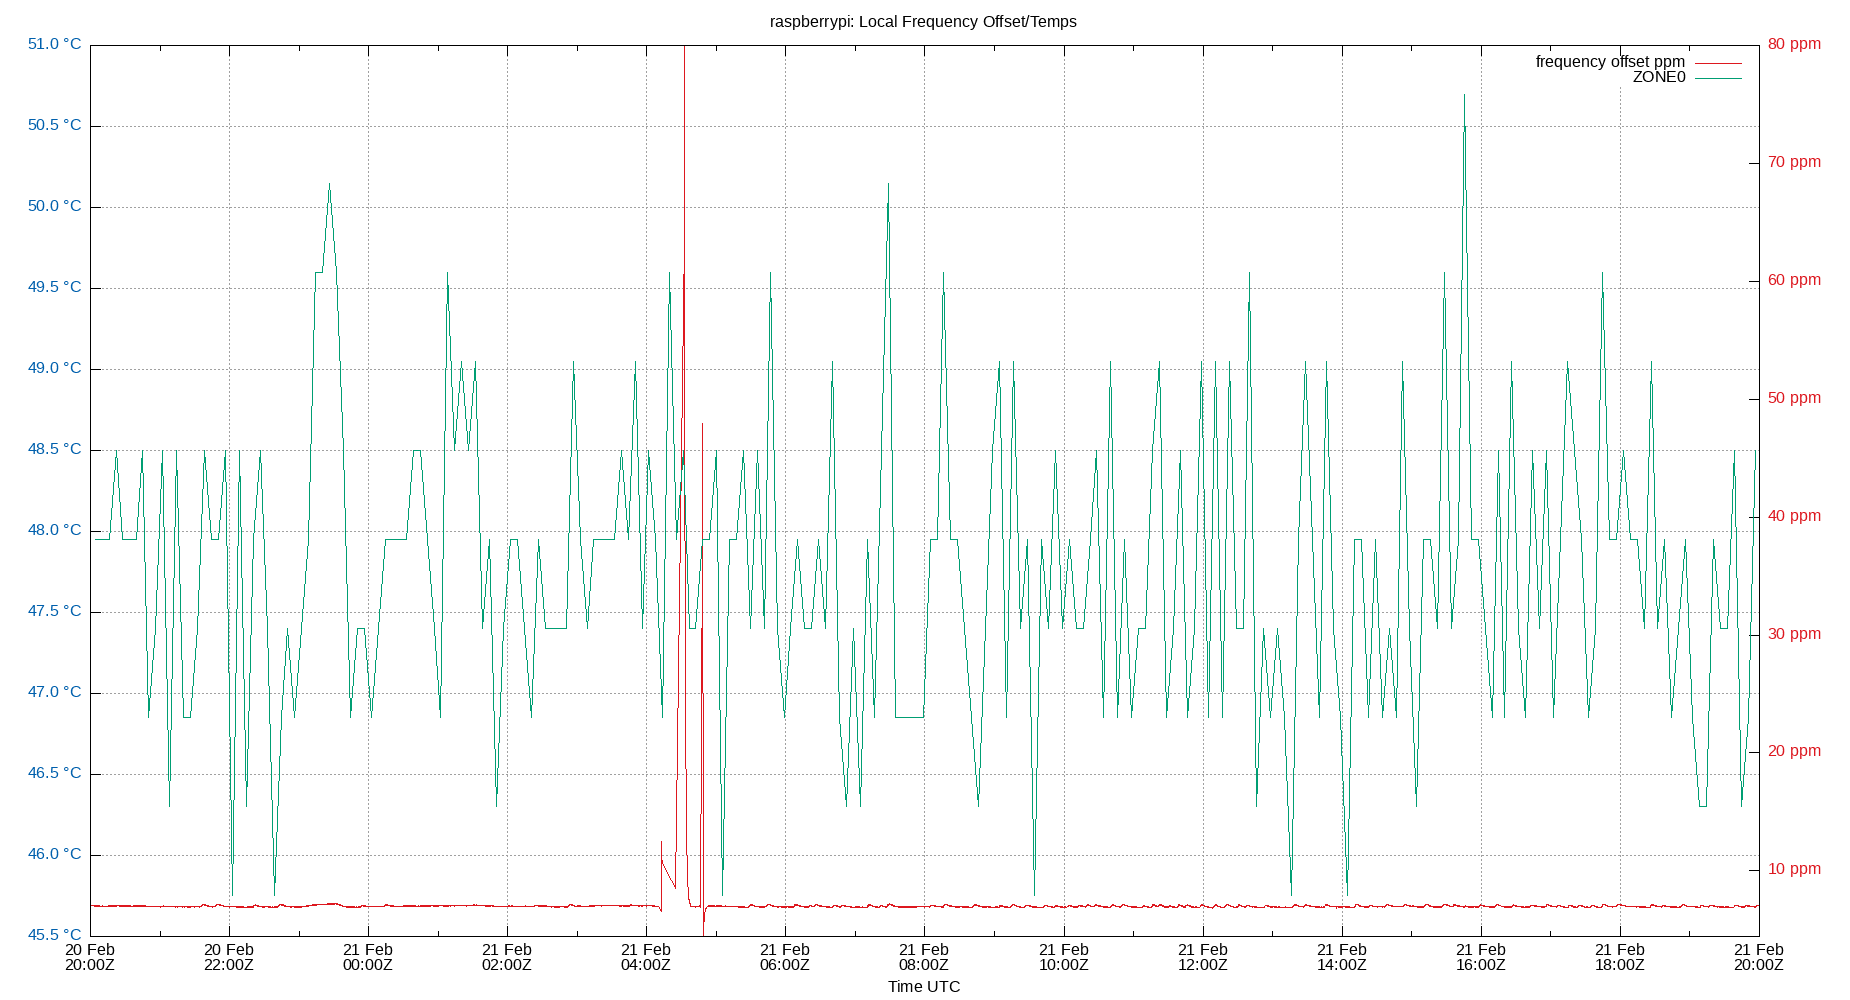 raspberrypi: Local Frequency Offset/Temps
51.0 °C
50.5 °C
50.0 °C
49.5 °C
49.0 °C
48.5 °C
48.0 °C
47.5 °C
47.0 °C
46.5 °C
46.0 °C
45.5 °C
80 ppm
70 ppm
60 ppm
50 ppm
40 ppm
30 ppm
20 ppm
10 ppm
frequency offset ppm
ZONE0
20 Feb 20 Feb 21 Feb 21 Feb 21 Feb 21 Feb 21 Feb 21 Feb 21 Feb 21 Feb 21 Feb 21 Feb 21 Feb
20:00Z 22:00Z 00:00Z 02:00Z 04:00Z 06:00Z 08:00Z 10:00Z 12:00Z 14:00Z 16:00Z 18:00Z 20:00Z
Time UTC